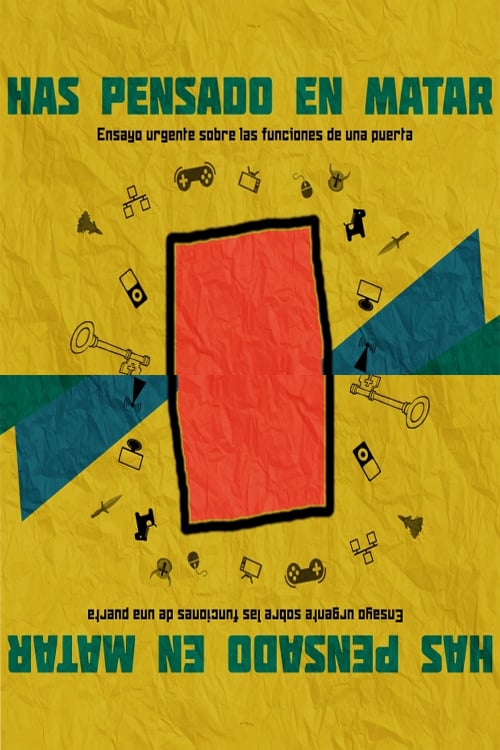 HAS PENSADO EN MATAR
Ensayo urgente sobre las funciones de una puerta
Ensayo urgente sobre las funciones de una puerta
HAS PENSADO EN MATAR